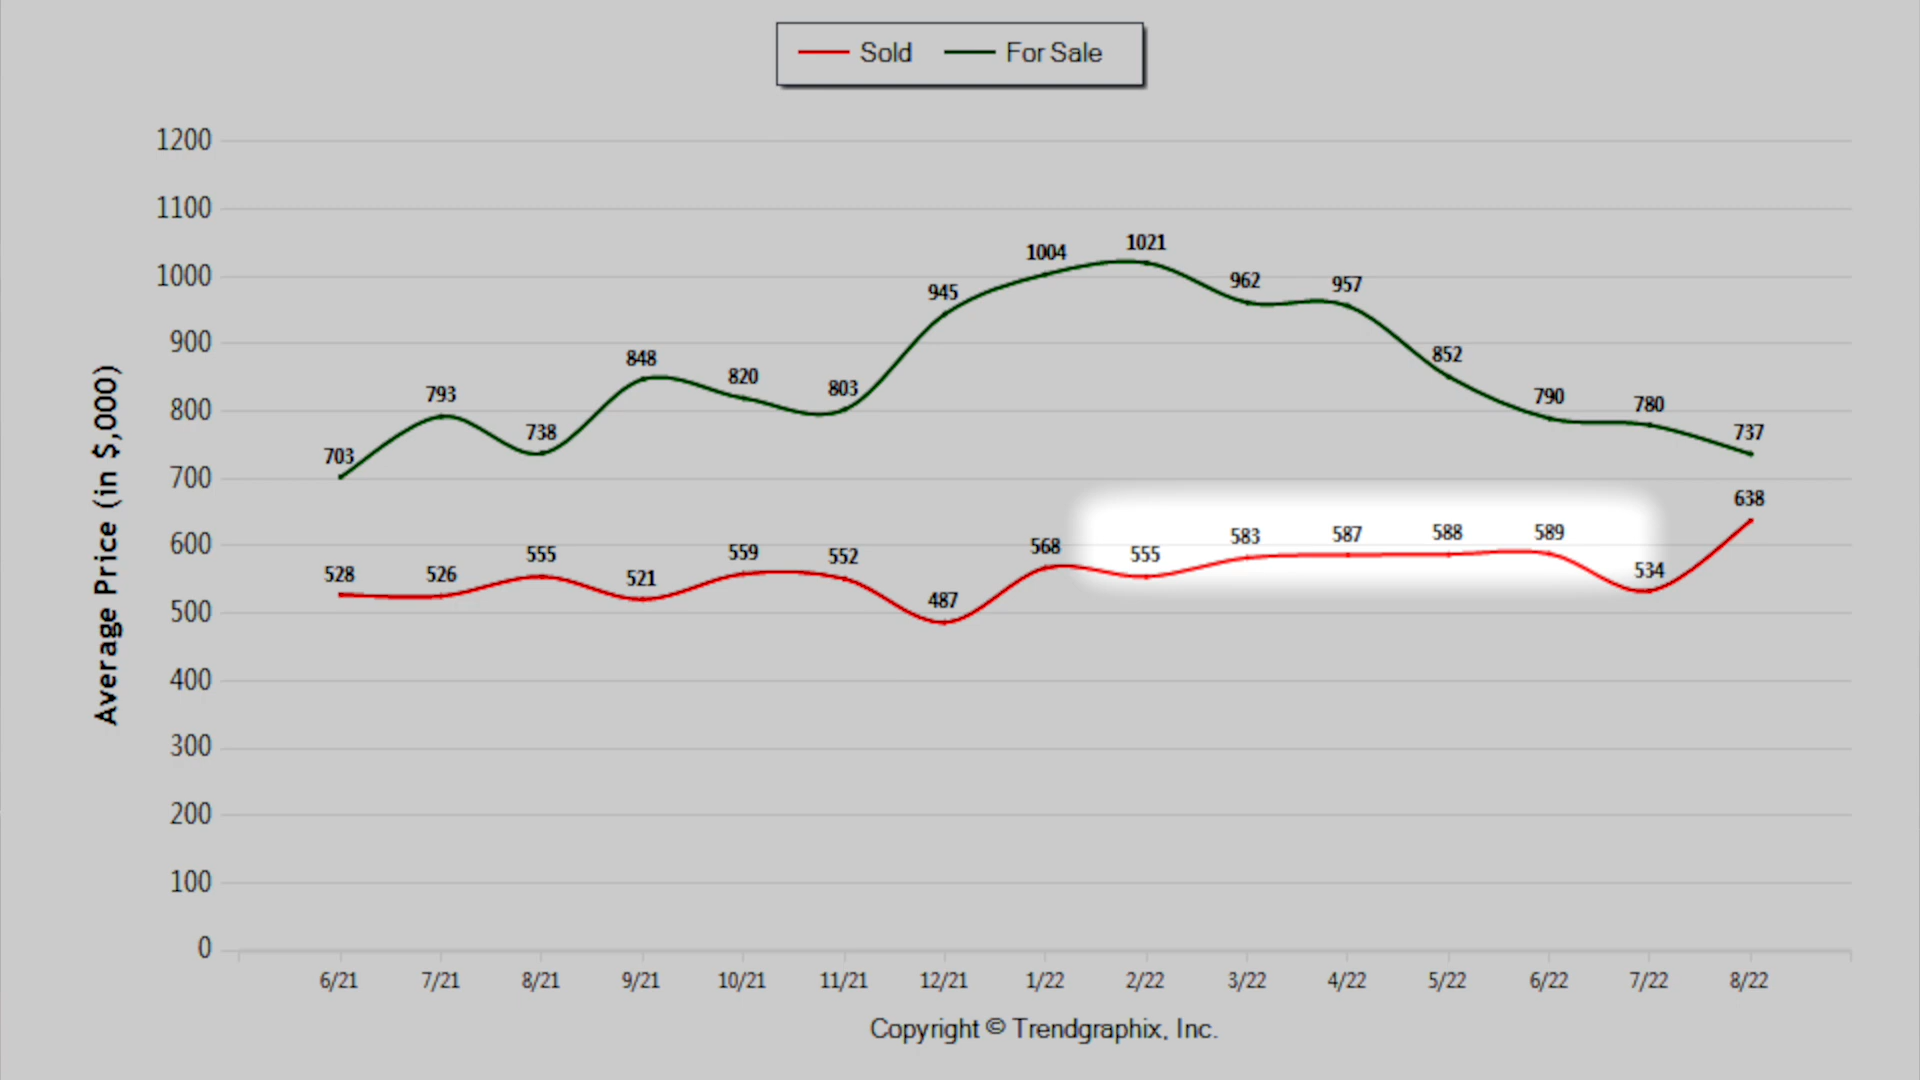 Sold For Sale
1200
1100
1000
900
800
700
600
500
400
300
200
100
0
Average Price (in $,000)
703 793 738 848 820 803 945 1004 1021 962 957 852 790 780 737
528 526 555 521 559 552 487 568 555 583 587 588 589 534 638
6/21 7/21 8/21 9/21 10/21 11/21 12/21 1/22 2/22 3/22 4/22 5/22 6/22 7/22 8/22
Copyright © Trendgraphix, Inc.